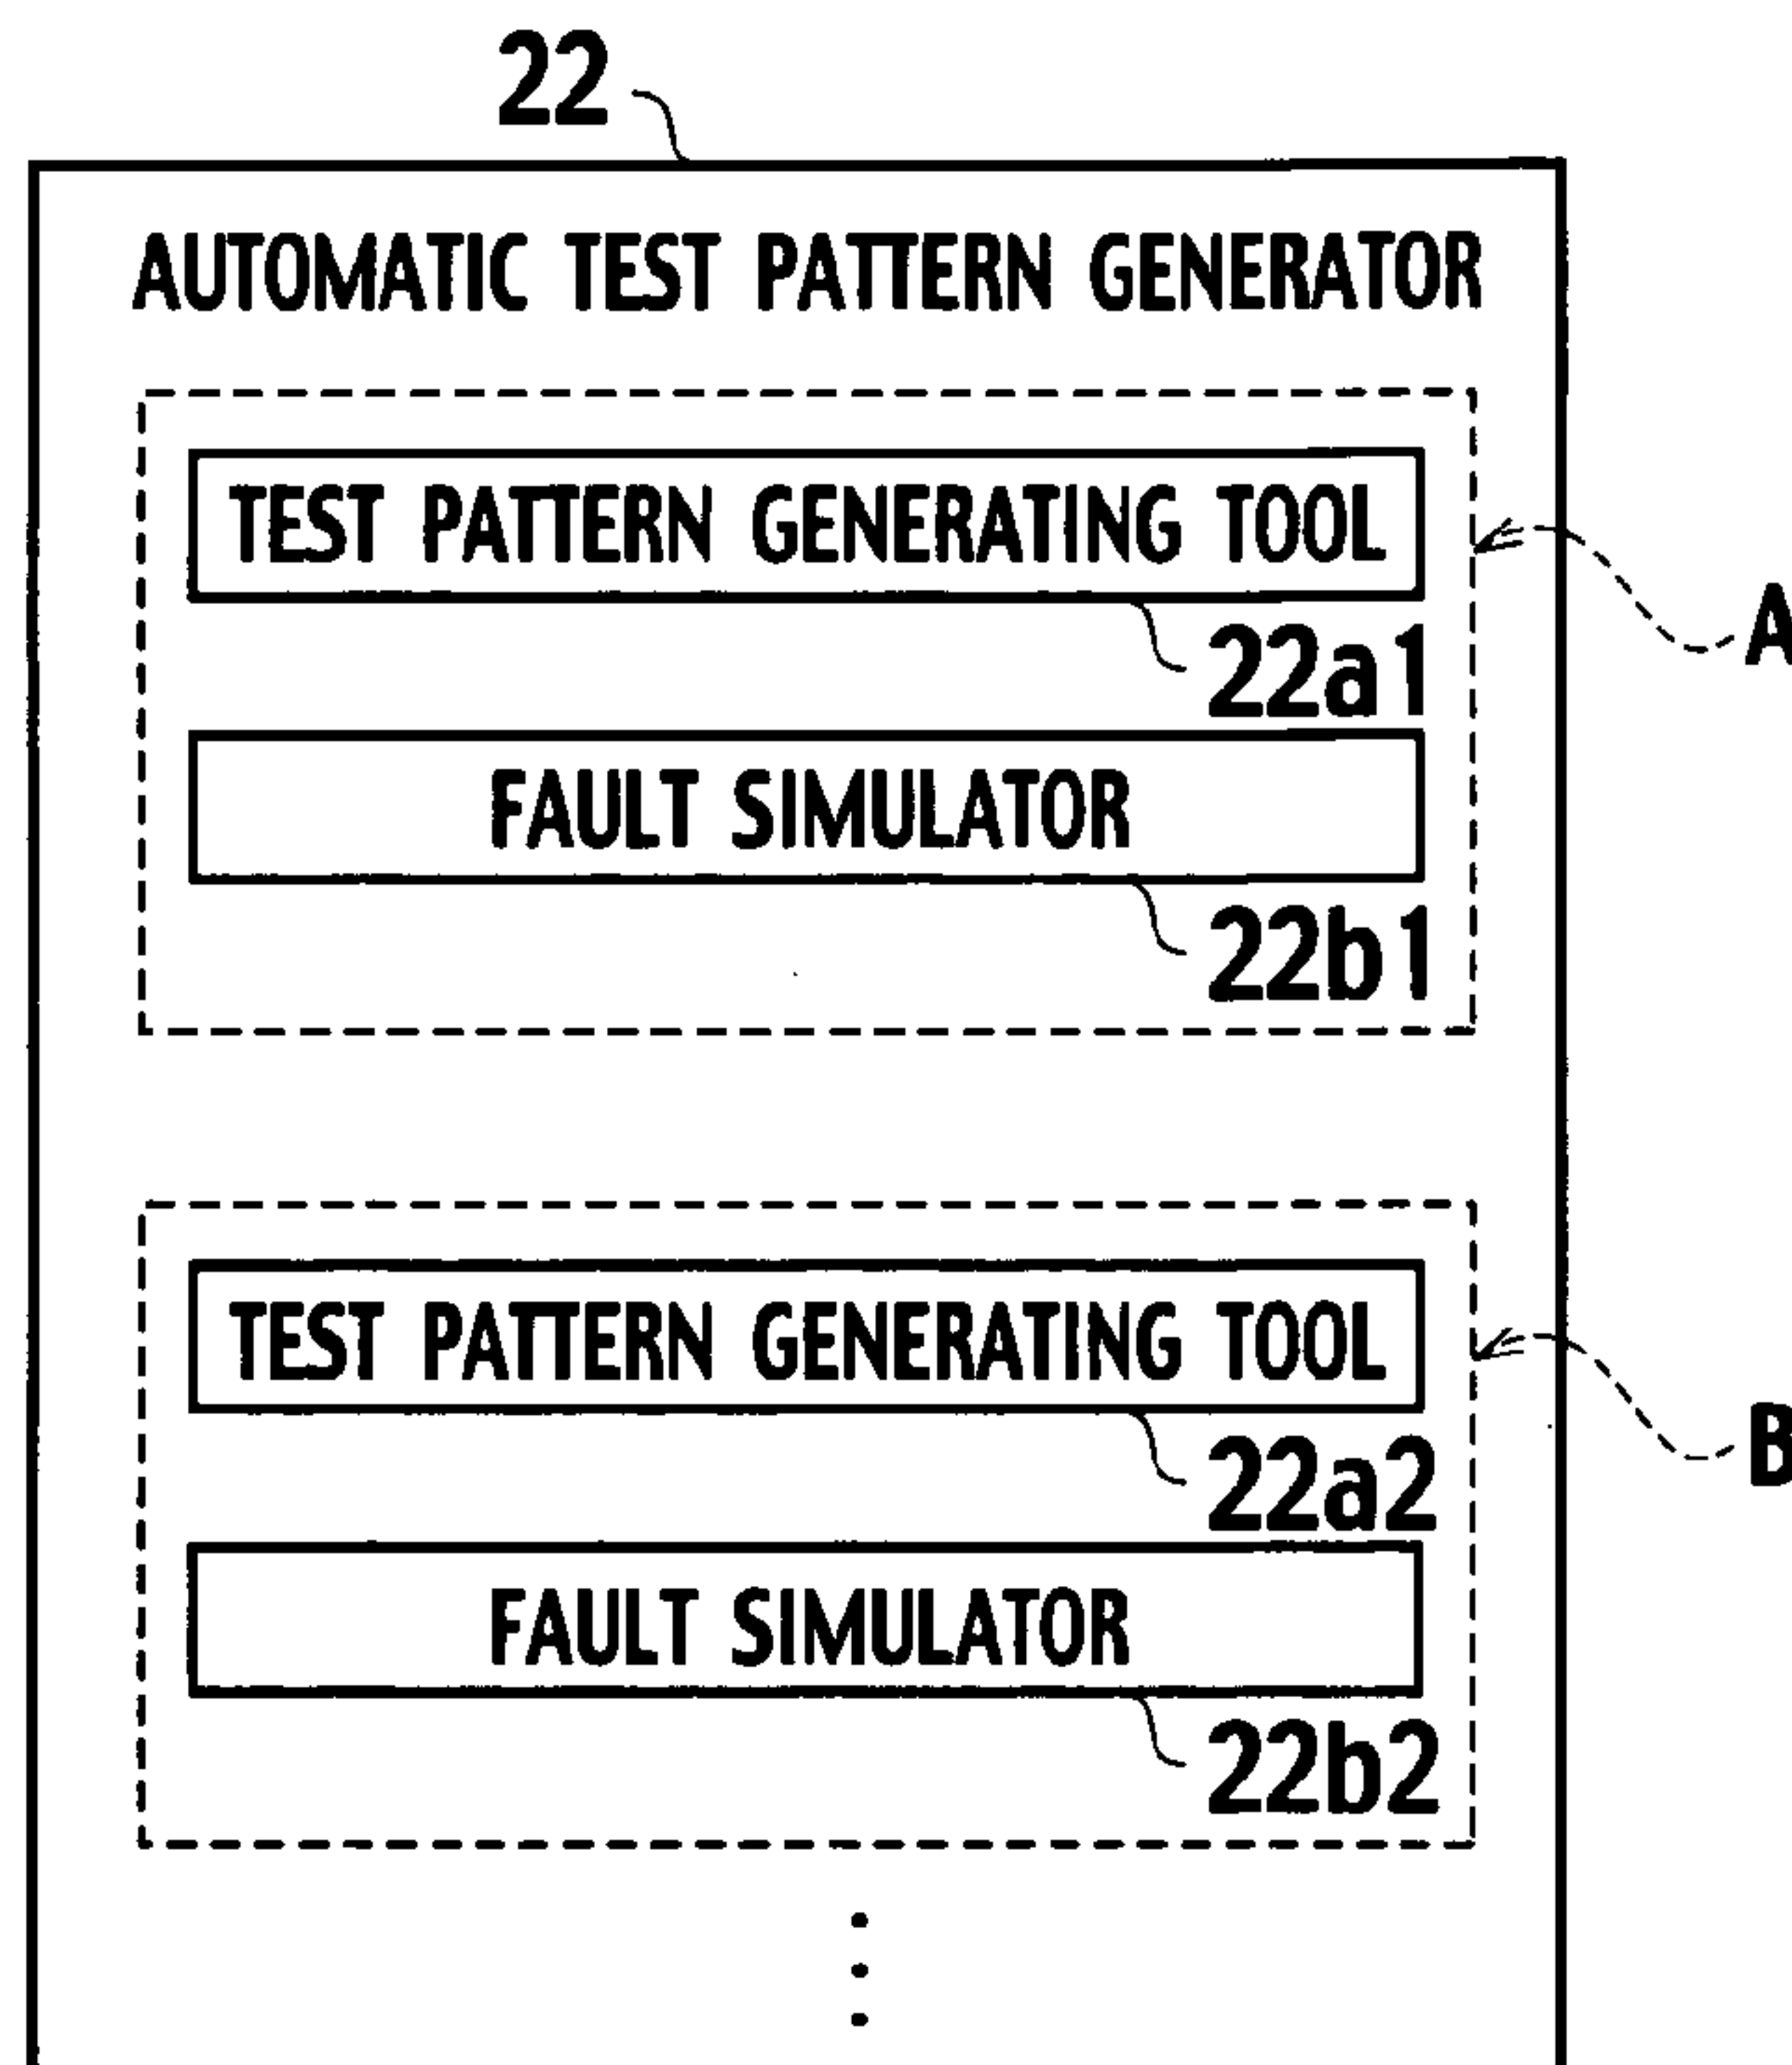 22
AUTOMATIC TEST PATTERN GENERATOR
TEST PATTERN GENERATING TOOL
A
22a1
FAULT SIMULATOR
22b1
TEST PATTERN GENERATING TOOL
B
22a2
FAULT SIMULATOR
22b2